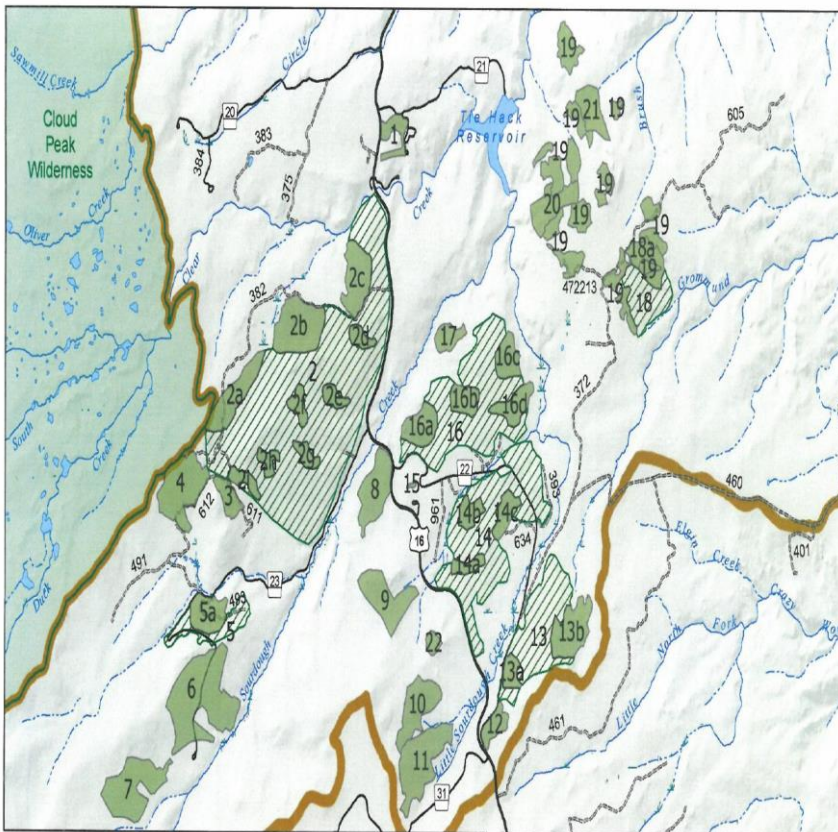 Sawmill Creek
Circle
20
21
1
Tie Hack
Reservoir
19
19
21
19
Brush
605
Cloud
Peak
Wilderness
384
383
375
19
19
20
19
19
Oliver
Creek
Clear
Creek
382
2c
19
18a
19
19
18
Grommund
472213
2b
2d
17
16c
2
372
South
Creek
2a
2f
2e
Creek
16b
16d
16a
16
2h
2g
2i
460
4
3
612
611
8
15
22
393
961
16
14b
14c
14
634
14a
401
Elgin Creek
Crazy
Duck
491
23
493
5a
5
9
22
13
13b
13a
North
Fork
Little
6
Sourdough
10
Little Sourdough Creek
12
461
11
7
31